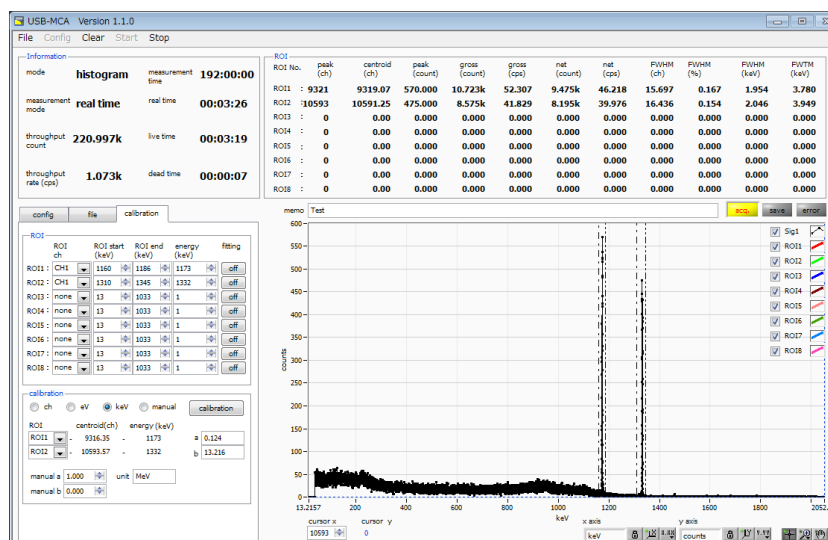 USB-MCA Version 1.1.0
File Config Clear Start Stop
Information
mode histogram measurement time 192:00:00
measurement mode real time real time 00:03:26
throughput count 220.997k live time 00:03:19
throughput rate (cps) 1.073k dead time 00:00:07
ROI
ROI No. peak (ch) centroid (ch) peak (count) gross (count) gross (cps) net (count) net (cps) FWHM (ch) FWHM (%) FWHM (keV) FWTM (keV)
ROI1 : 9321 9319.07 570.000 10.723k 52.307 9.475k 46.218 15.697 0.167 1.954 3.780
ROI2 :10593 10591.25 475.000 8.575k 41.829 8.195k 39.976 16.436 0.154 2.046 3.949
ROI3 : 0 0.00 0.000 0.000 0.000 0.000 0.000 0.000 0.000 0.000 0.000
ROI4 : 0 0.00 0.000 0.000 0.000 0.000 0.000 0.000 0.000 0.000 0.000
ROI5 : 0 0.00 0.000 0.000 0.000 0.000 0.000 0.000 0.000 0.000 0.000
ROI6 : 0 0.00 0.000 0.000 0.000 0.000 0.000 0.000 0.000 0.000 0.000
ROI7 : 0 0.00 0.000 0.000 0.000 0.000 0.000 0.000 0.000 0.000 0.000
ROI8 : 0 0.00 0.000 0.000 0.000 0.000 0.000 0.000 0.000 0.000 0.000
config file calibration
ROI
ROI ch ROI start (keV) ROI end (keV) energy (keV) fitting
ROI1 : CH1 1160 1186 1173 off
ROI2 : CH1 1310 1345 1332 off
ROI3 : none 13 1033 1 off
ROI4 : none 13 1033 1 off
ROI5 : none 13 1033 1 off
ROI6 : none 13 1033 1 off
ROI7 : none 13 1033 1 off
ROI8 : none 13 1033 1 off
calibration
ch eV keV manual calibration
ROI centroid(ch) energy (keV)
ROI1 - 9316.35 - 1173 a 0.124
ROI2 - 10593.57 - 1332 b 13.216
manual a 1.000 unit MeV
manual b 0.000
memo Test acq. save error
600
550
500
450
400
350
300
250
200
150
100
50
0
counts
Sig1
ROI1
ROI2
ROI3
ROI4
ROI5
ROI6
ROI7
ROI8
13.2157 200 400 600 800 1000 1200 1400 1600 1800 2052.
keV
cursor x cursor y x axis y axis
10593 0 keV counts